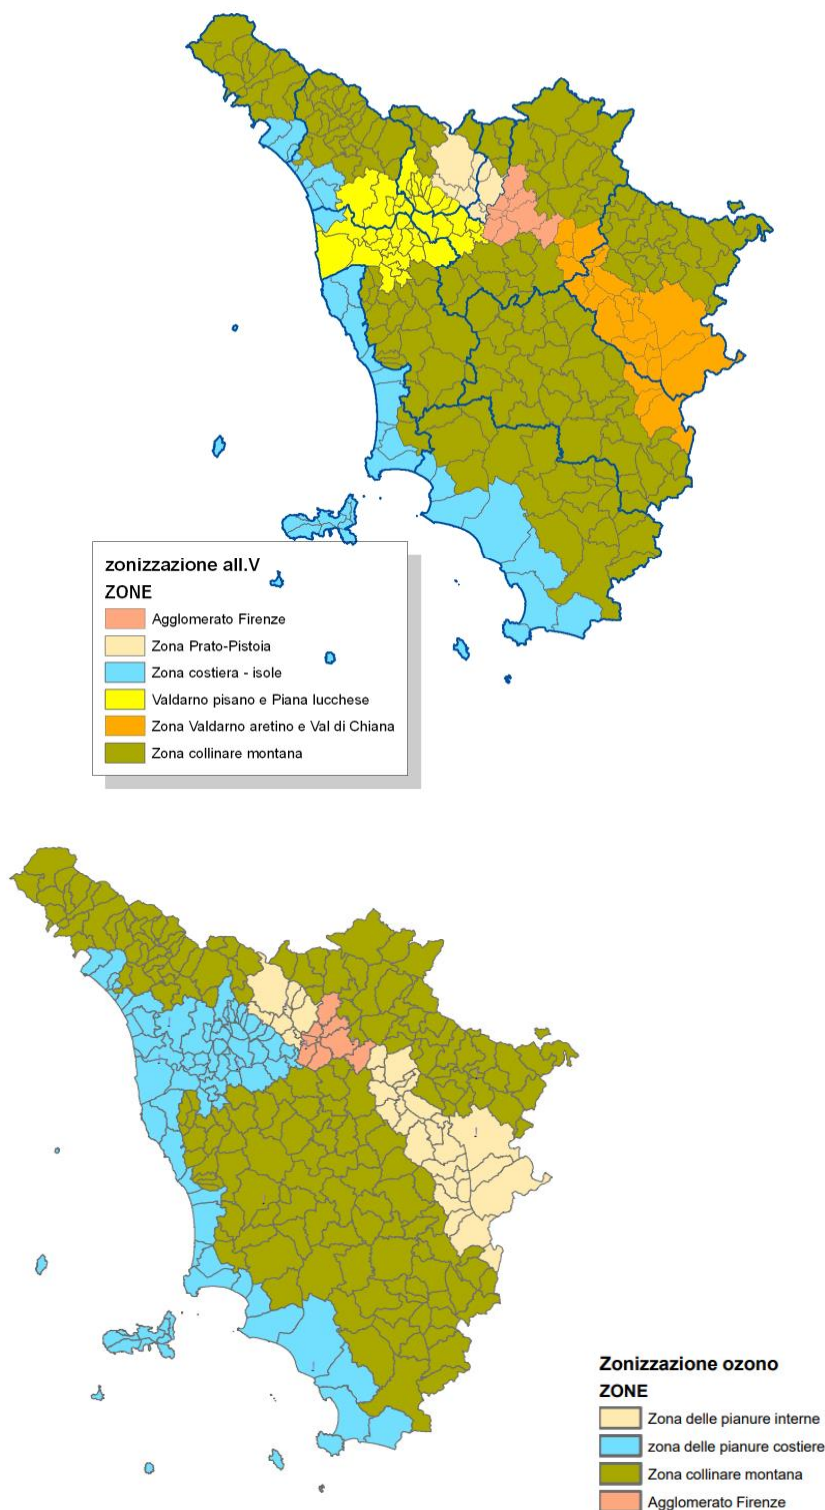 zonizzazione all.V
ZONE
Agglomerato Firenze
Zona Prato-Pistoia
Zona costiera - isole
Valdarno pisano e Piana lucchese
Zona Valdarno aretino e Val di Chiana
Zona collinare montana
Zonizzazione ozono
ZONE
Zona delle pianure interne
zona delle pianure costiere
Zona collinare montana
Agglomerato Firenze